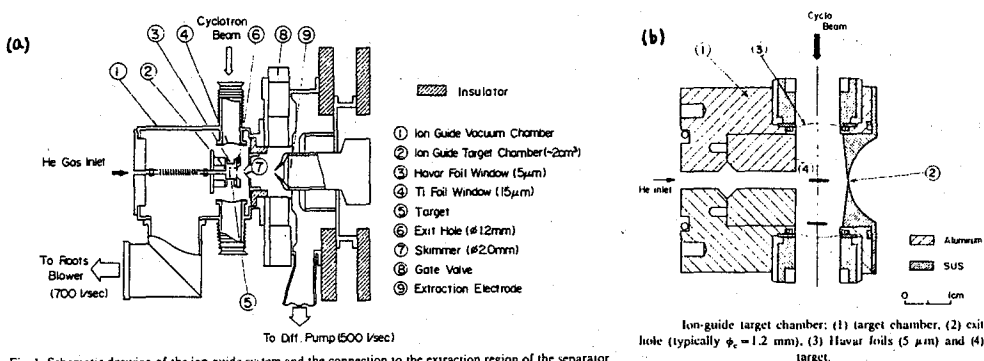 (a)
Cyclotron
Beam
③ ④ ⑥ ⑧ ⑨
① ②
He Gas Inlet
⑦
To Roots
Blower
(700 l/sec)
⑤
To Diff. Pump (500 l/sec)
Insulator
① Ion Guide Vacuum Chamber
② Ion Guide Target Chamber(~2cm³)
③ Havar Foil Window (5μm)
④ Ti Foil Window (15μm)
⑤ Target
⑥ Exit Hole (ø1.2mm)
⑦ Skimmer (ø2.0mm)
⑧ Gate Valve
⑨ Extraction Electrode
Fig. 1. Schematic drawing of the ion guide system and the connection to the extraction region of the separator
(b)
Cyclo
Beam
(1) (3)
(4)
He inlet
(2)
Aluminum
SUS
0 1cm
Ion-guide target chamber; (1) target chamber, (2) exit
hole (typically ϕe = 1.2 mm), (3) Havar foils (5 μm) and (4)
target.